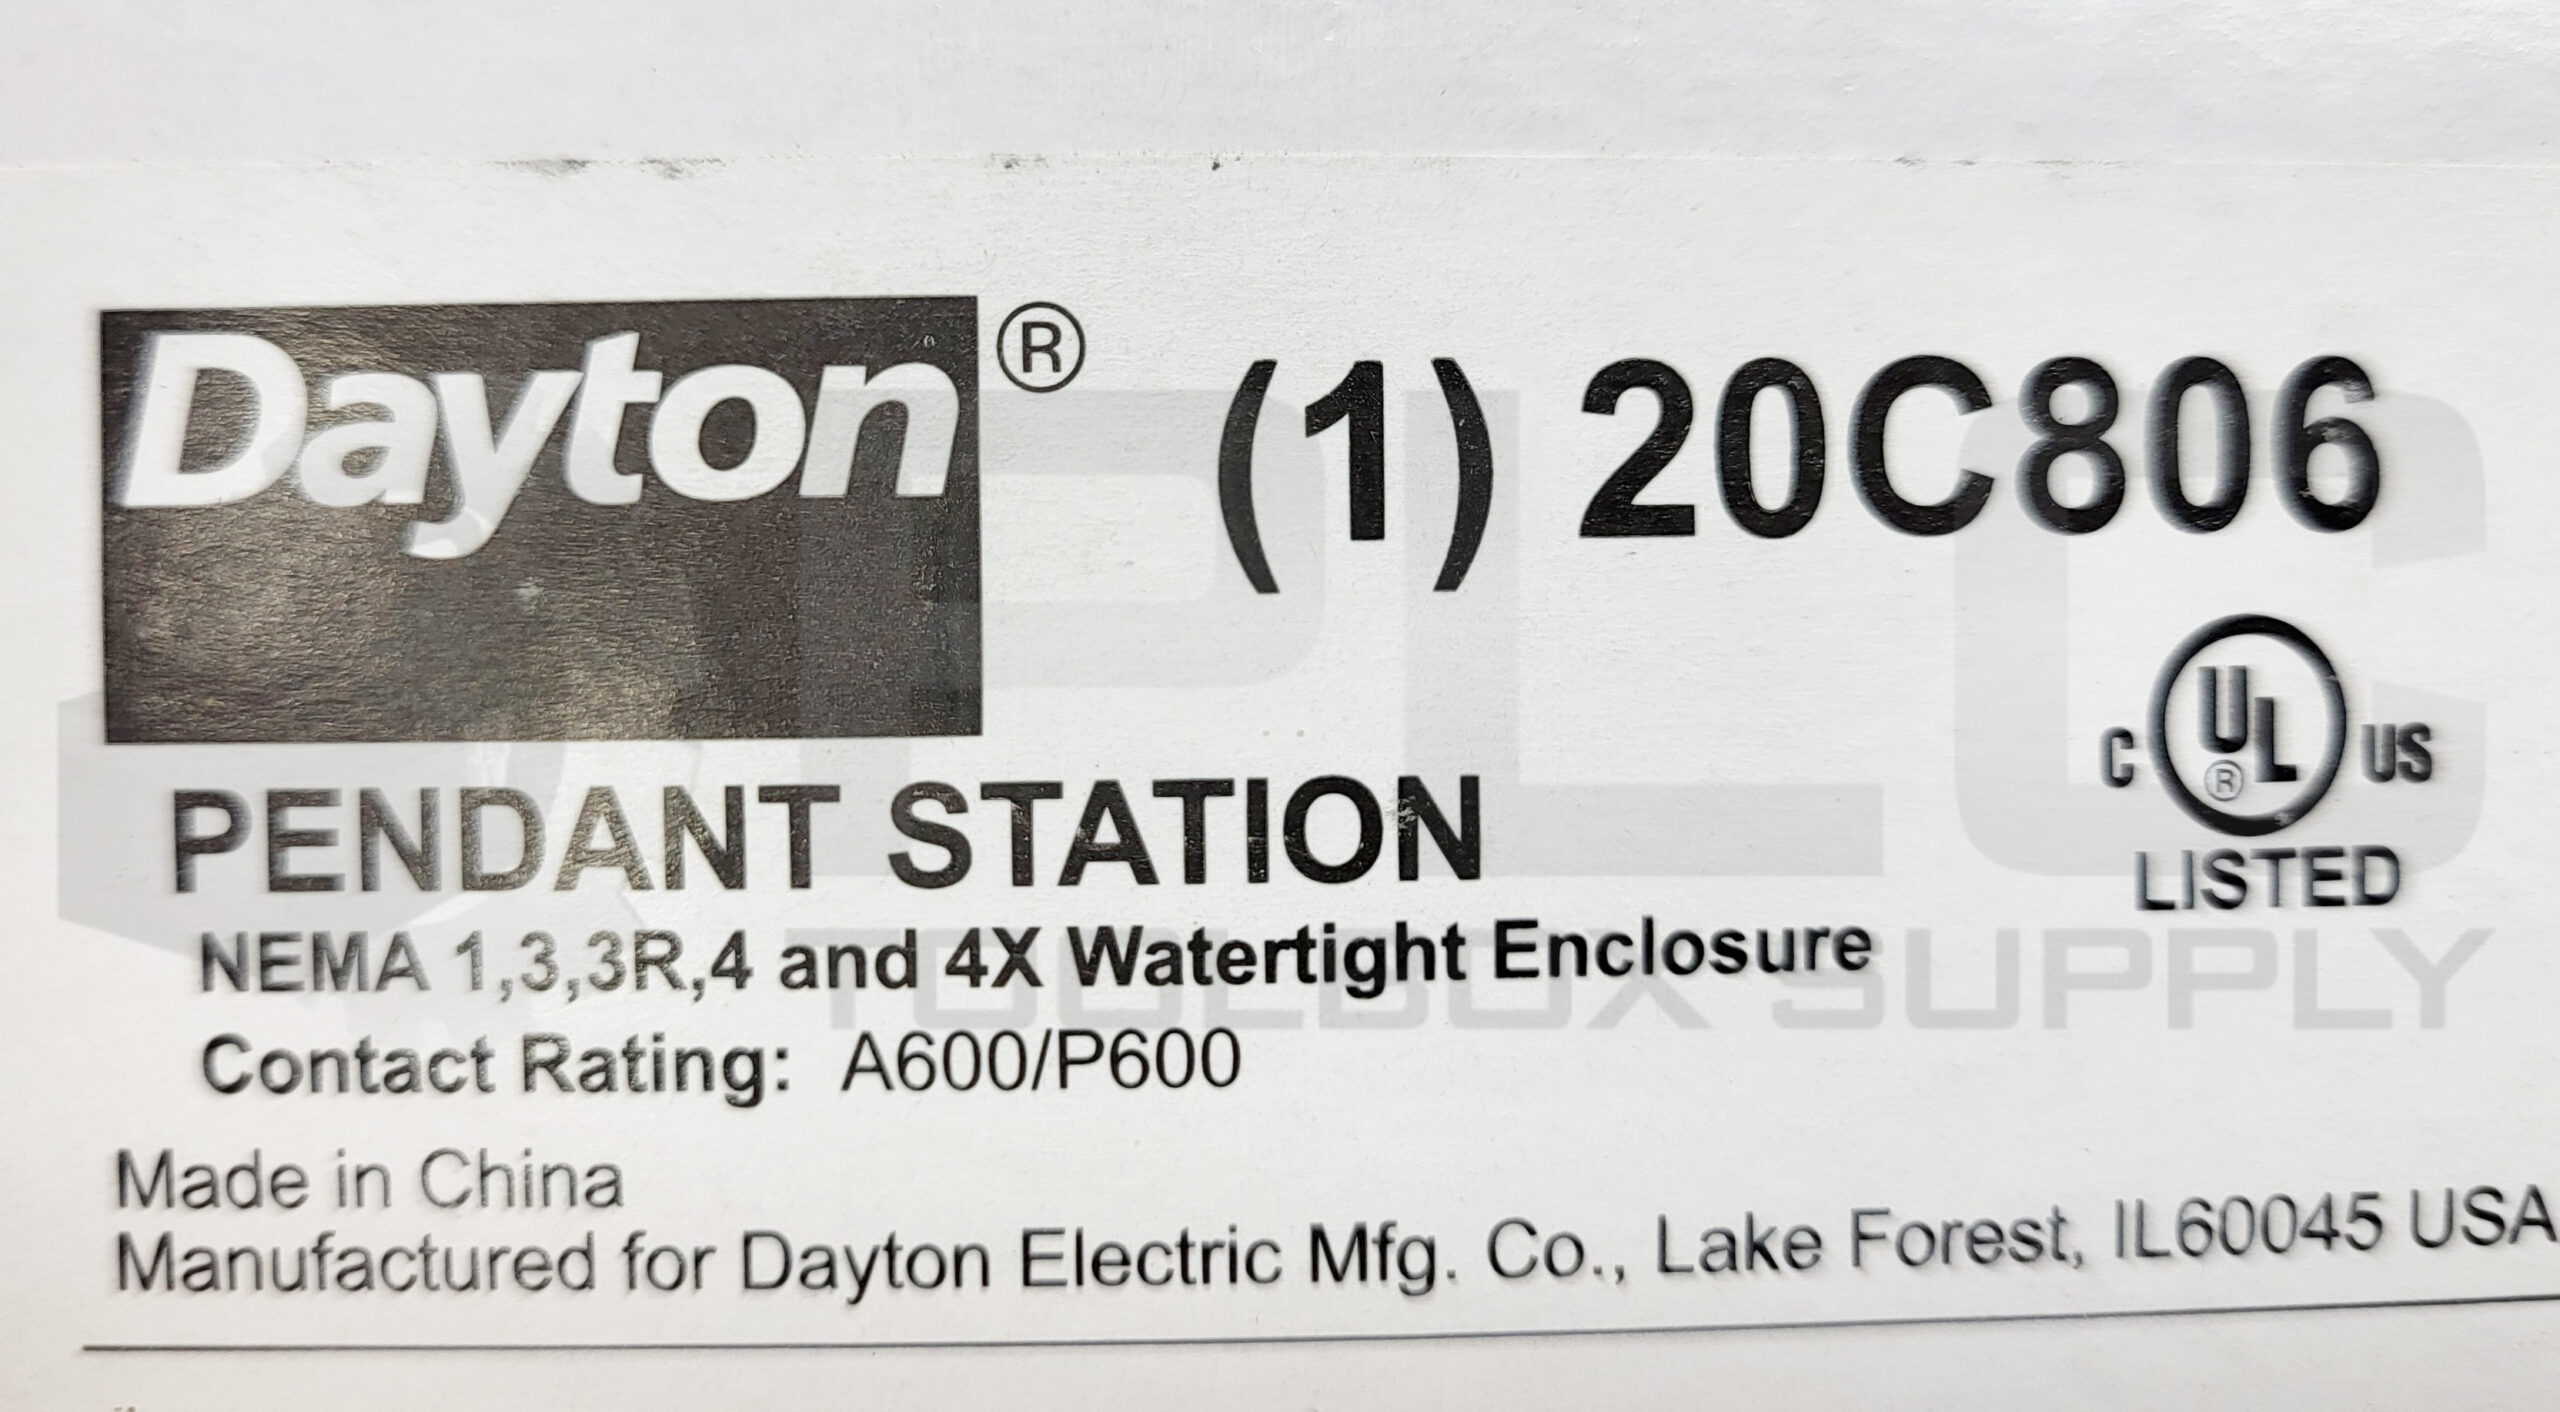 Dayton® (1) 20C806
C UL® US
LISTED
PENDANT STATION
NEMA 1,3,3R,4 and 4X Watertight Enclosure
Contact Rating: A600/P600
Made in China
Manufactured for Dayton Electric Mfg. Co., Lake Forest, IL60045 USA
PLC
TOOLBOX SUPPLY